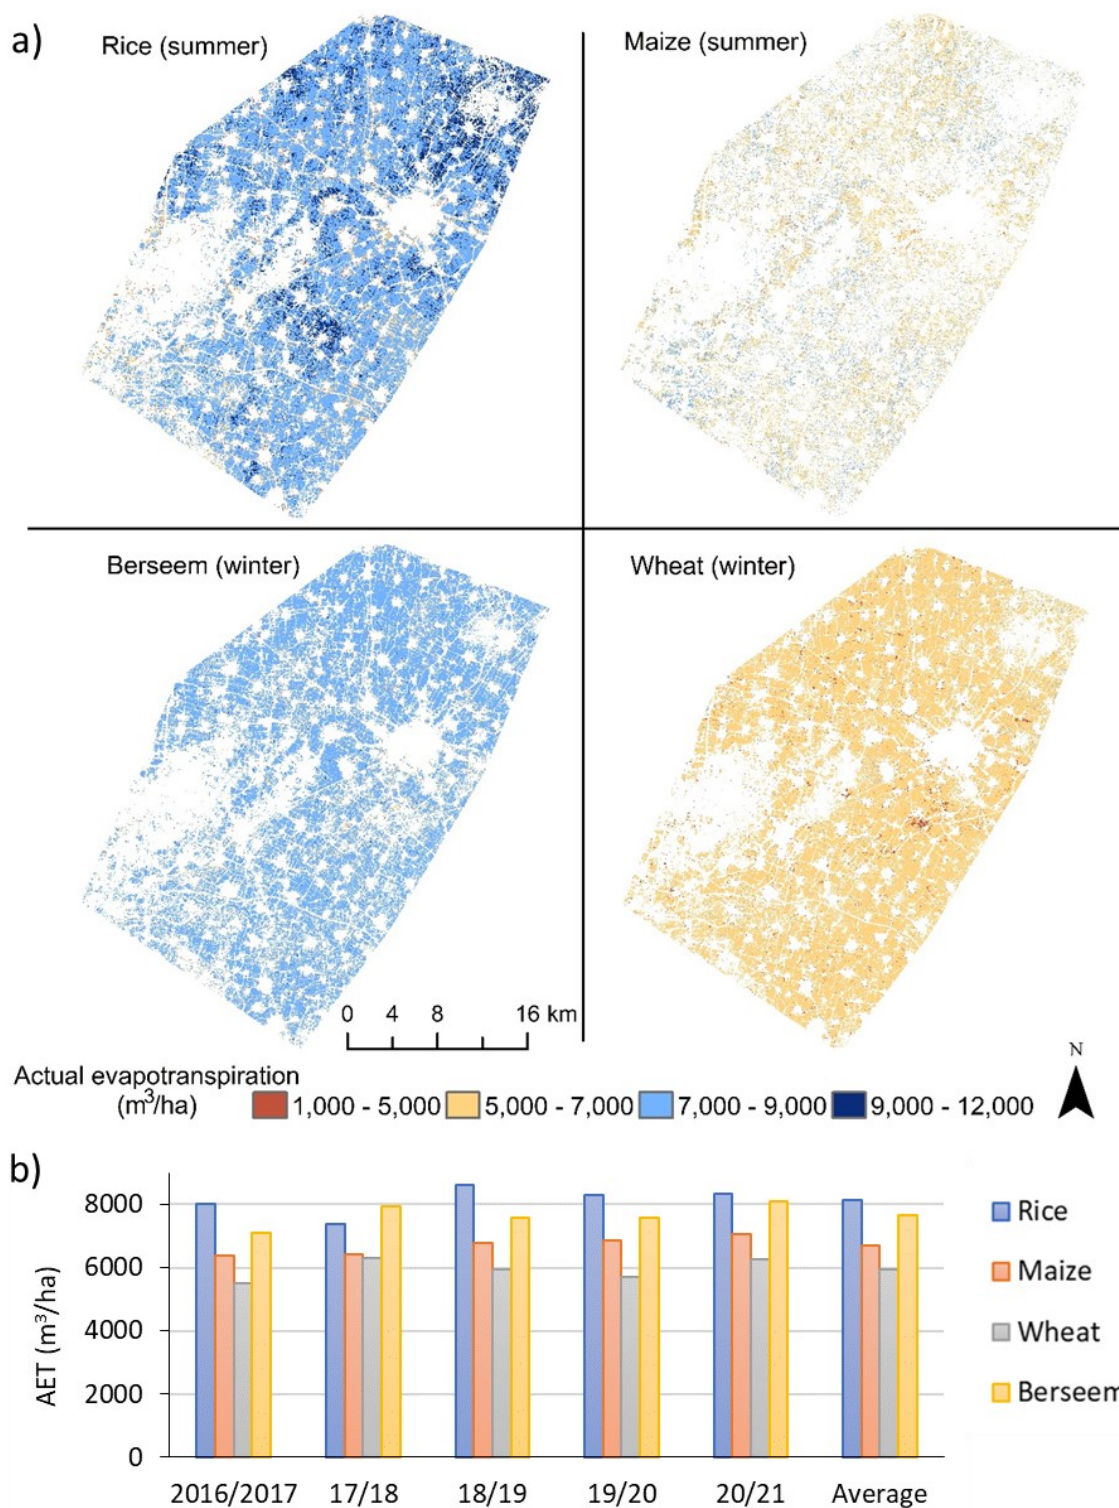 a)
Rice (summer)
Maize (summer)
Berseem (winter)
Wheat (winter)
0 4 8 16 km
N
Actual evapotranspiration
(m³/ha)
1,000 - 5,000 5,000 - 7,000 7,000 - 9,000 9,000 - 12,000
b)
AET (m³/ha)
8000
6000
4000
2000
0
2016/2017 17/18 18/19 19/20 20/21 Average
Rice
Maize
Wheat
Berseem